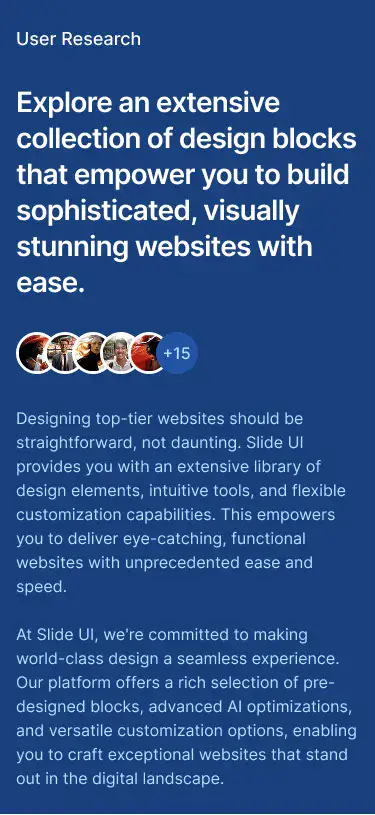 User Research
Explore an extensive
collection of design blocks
that empower you to build
sophisticated, visually
stunning websites with
ease.
+15
Designing top-tier websites should be
straightforward, not daunting. Slide UI
provides you with an extensive library of
design elements, intuitive tools, and flexible
customization capabilities. This empowers
you to deliver eye-catching, functional
websites with unprecedented ease and
speed.
At Slide UI, we're committed to making
world-class design a seamless experience.
Our platform offers a rich selection of pre-
designed blocks, advanced AI optimizations,
and versatile customization options, enabling
you to craft exceptional websites that stand
out in the digital landscape.